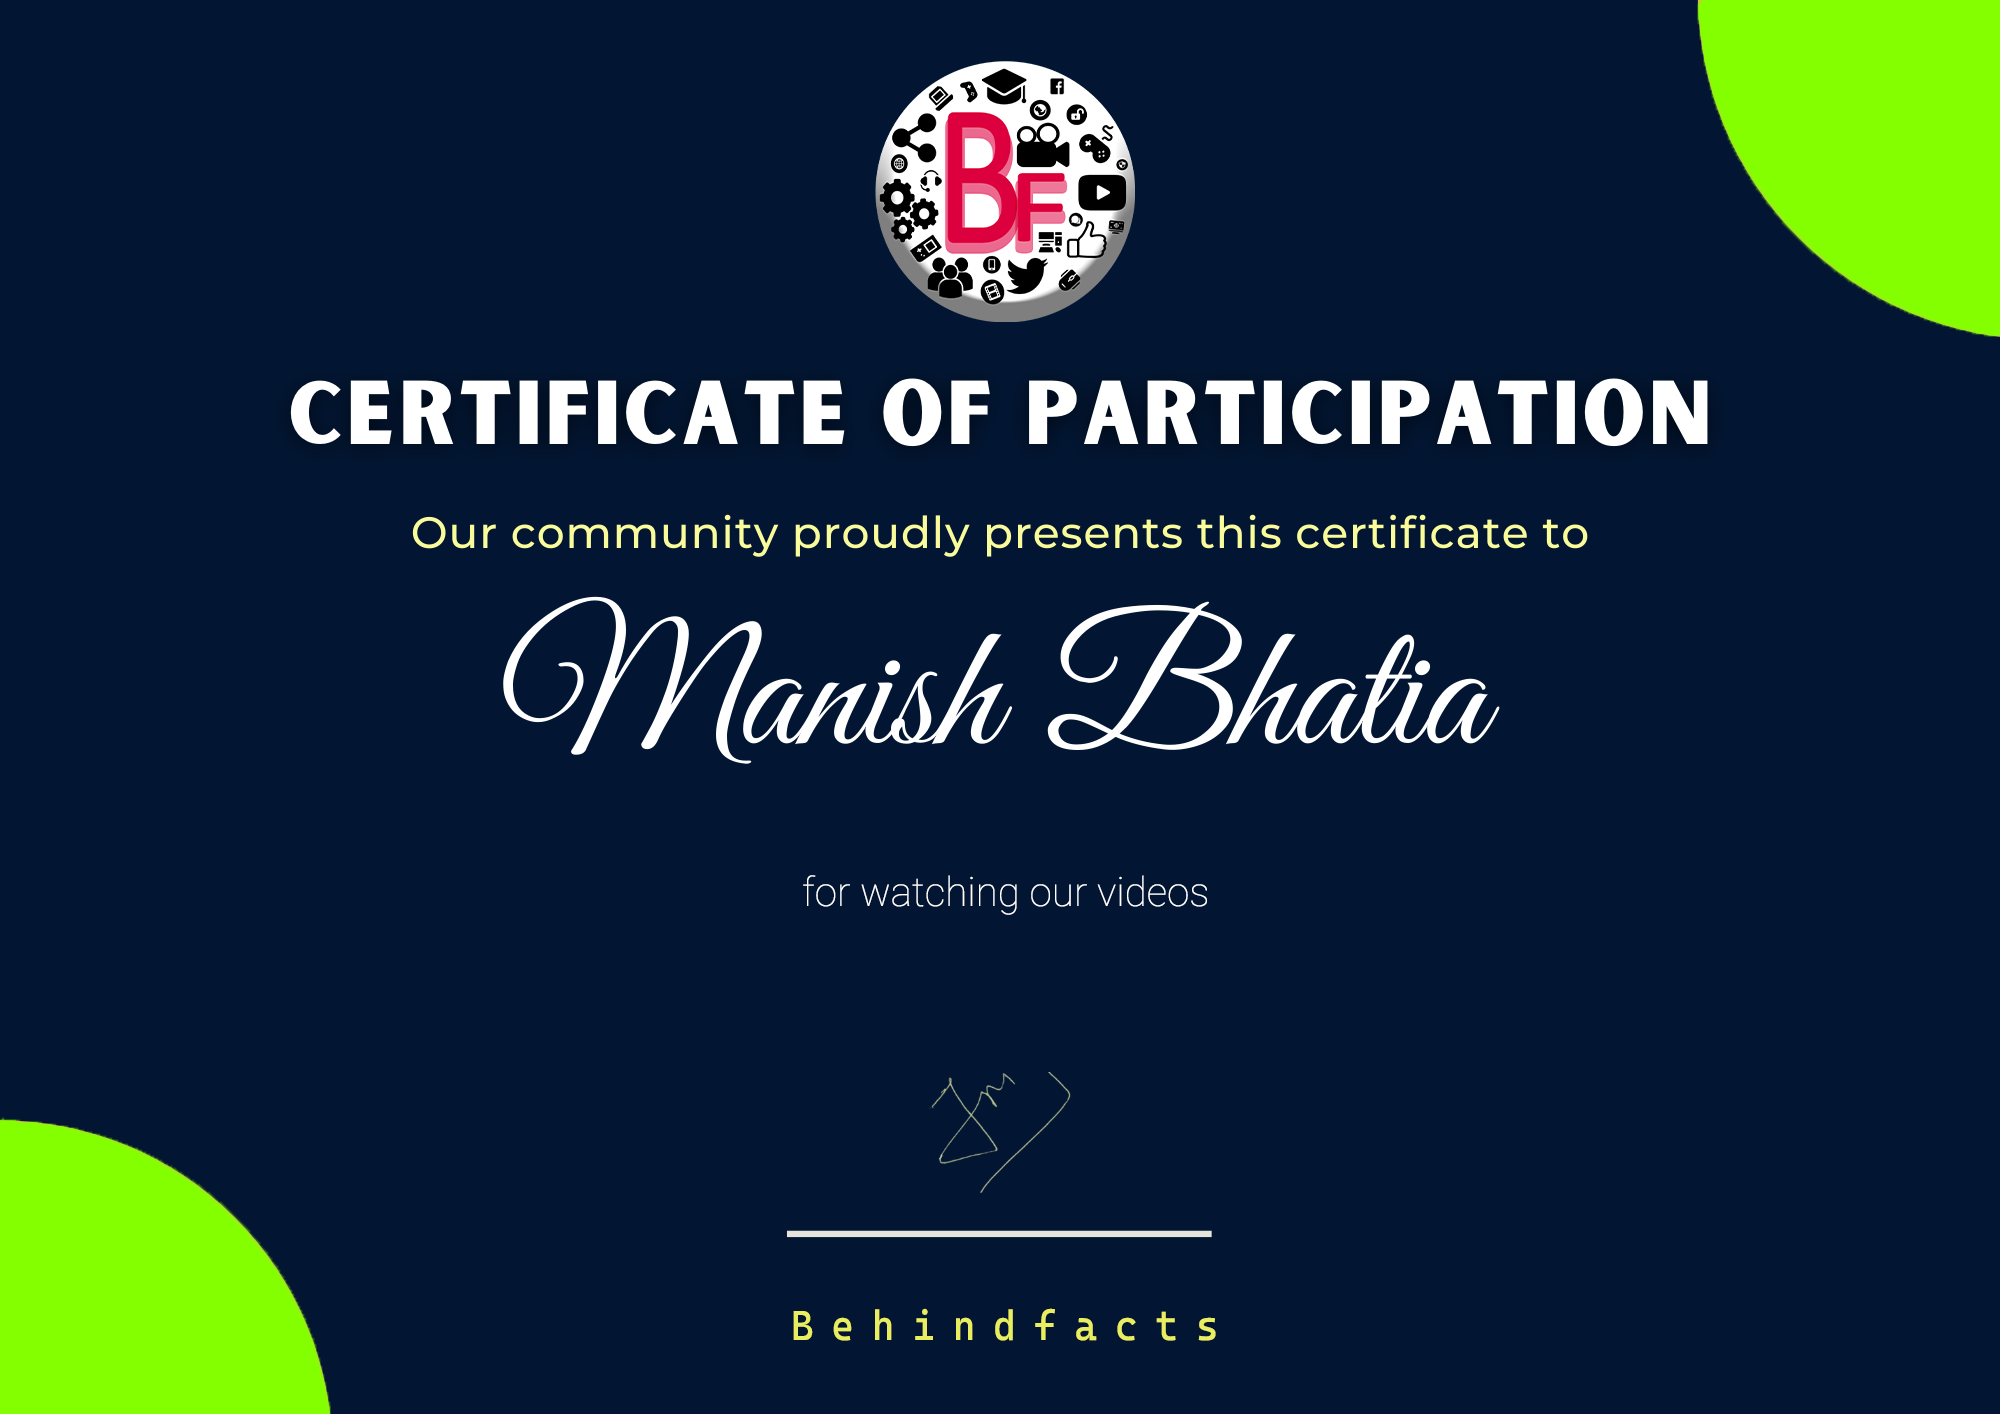 BF
CERTIFICATE OF PARTICIPATION
Our community proudly presents this certificate to
Manish Bhatia
for watching our videos
Behindfacts